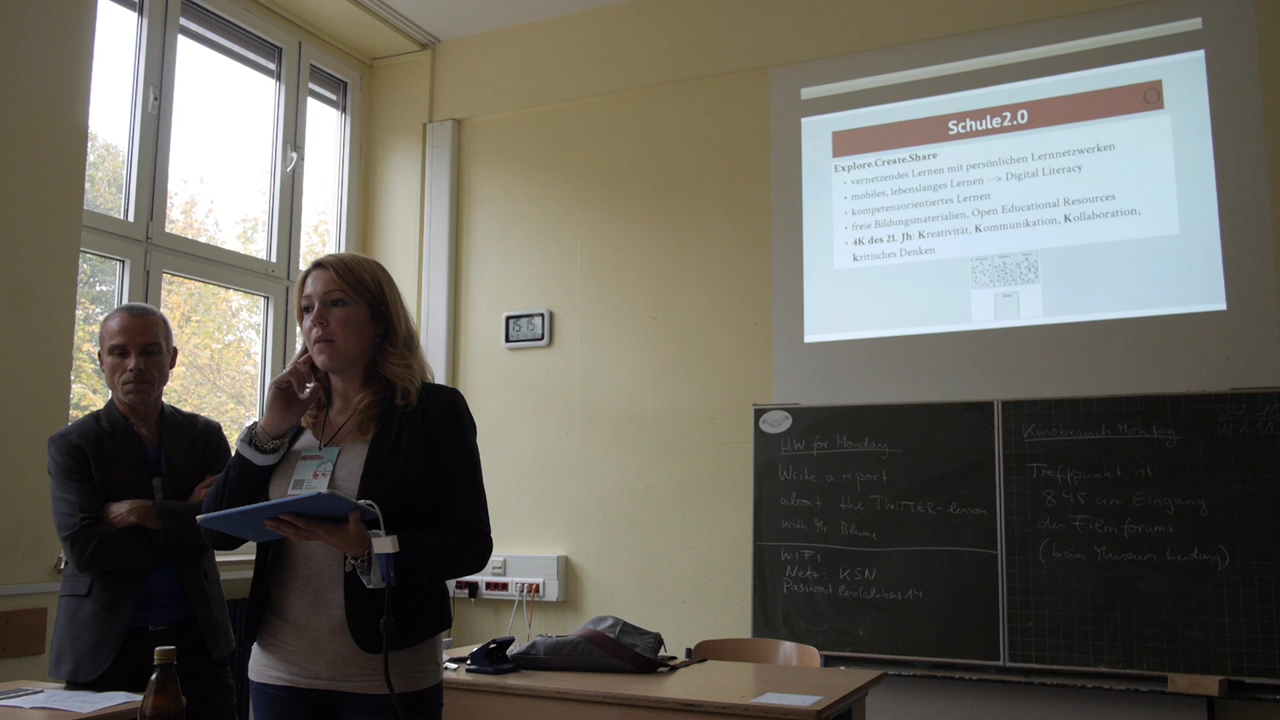 Schule2.0
Explore.Create.Share
• vernetzendes Lernen mit persönlichen Lernnetzwerken
• mobiles, lebenslanges Lernen --> Digital Literacy
• kompetenzorientiertes Lernen
• freie Bildungsmaterialien, Open Educational Resources
• 4K des 21. Jh: Kreativität, Kommunikation, Kollaboration,
kritisches Denken
15:15
HW for Monday
Write a report
about the TWITTER-lesson
with Mr Blume
WIFI
Netz: KSN
Passwort
Kinobesuch Montag
Treffpunkt ist
8.45 am Eingang
des Filmforums
(beim Museum Ludwig)